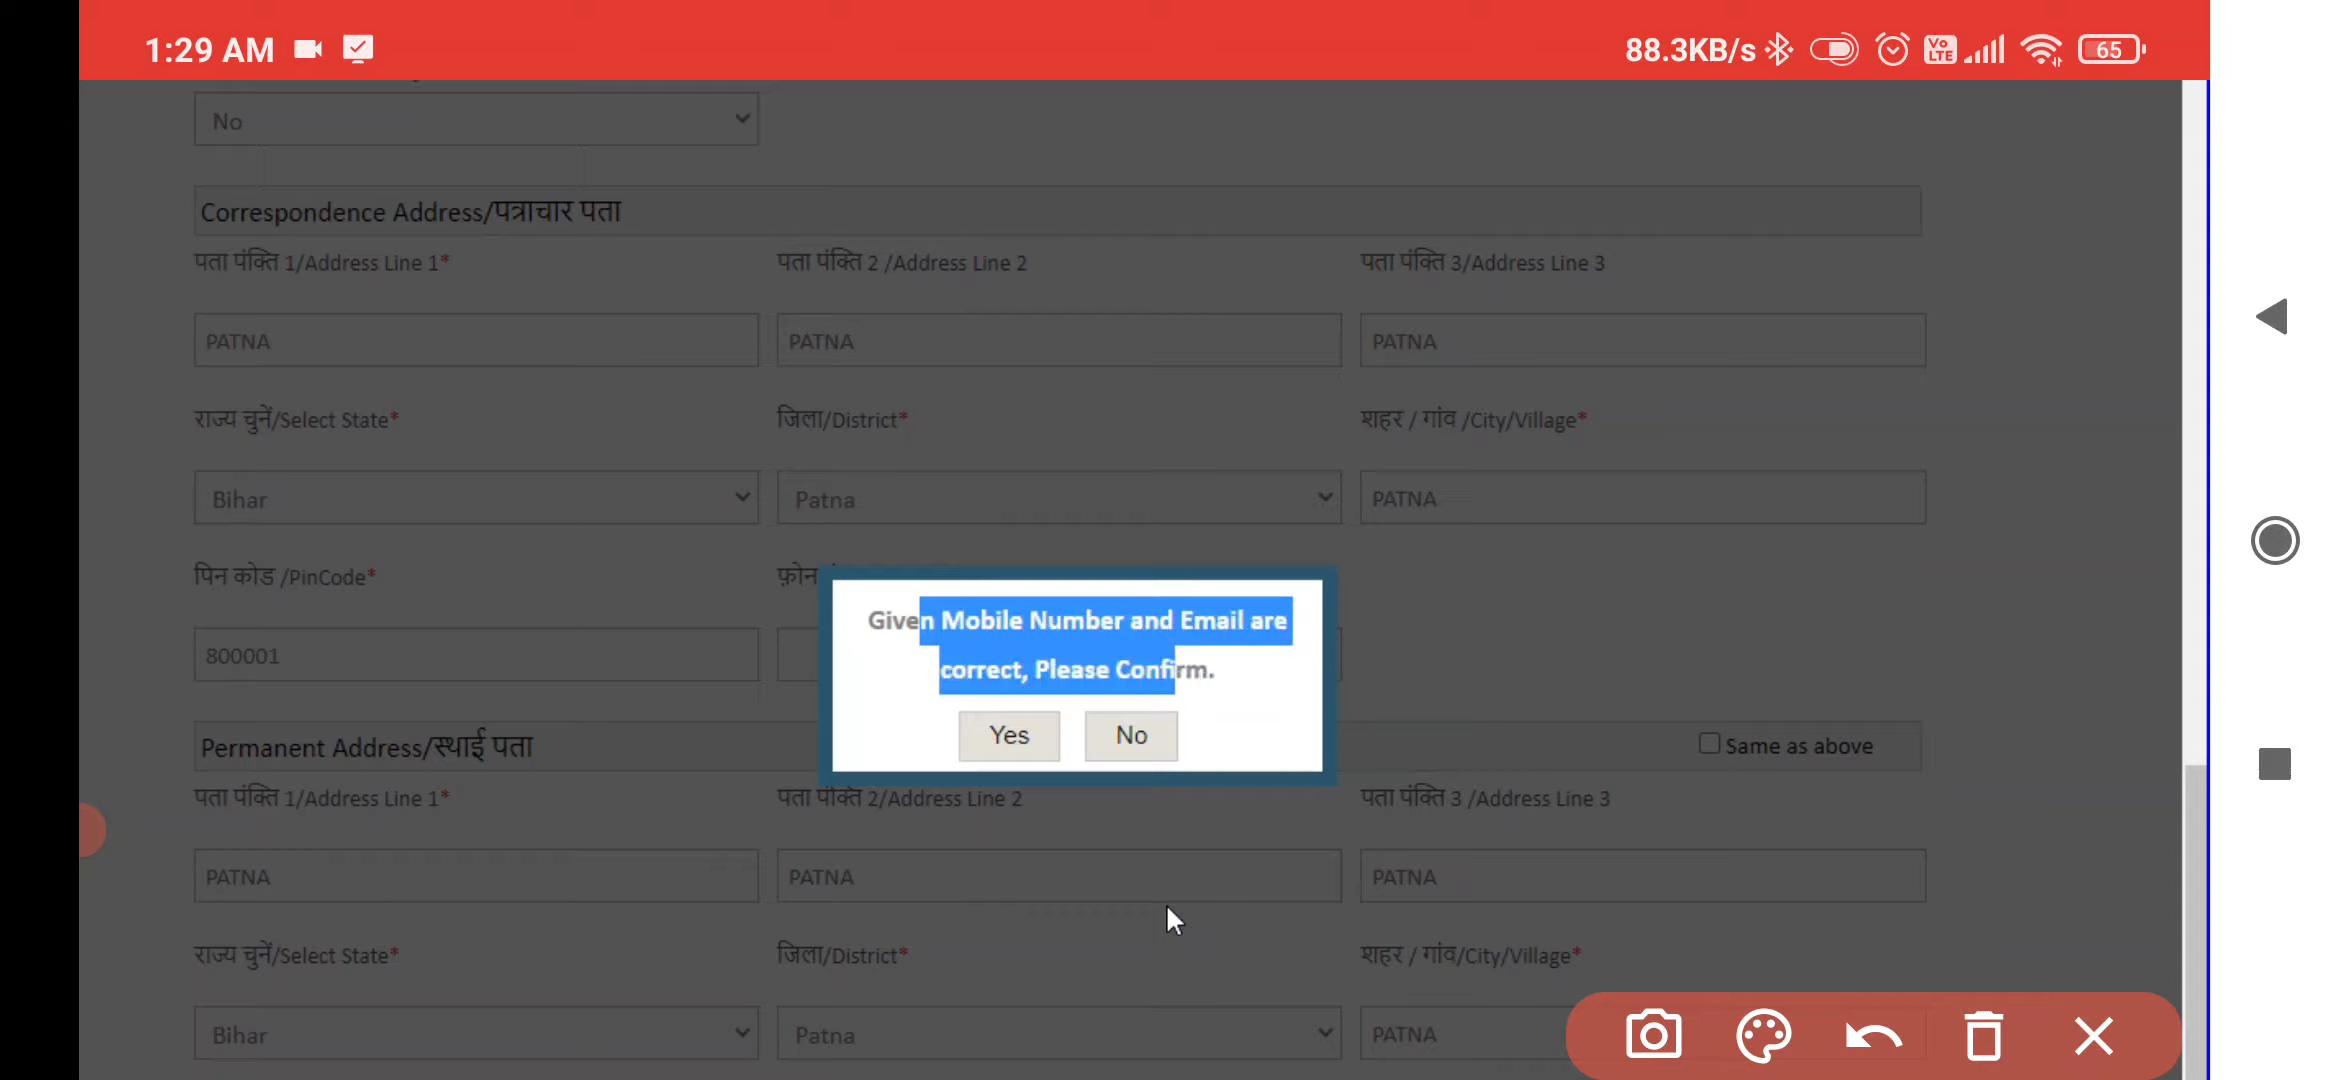 1:29 AM 88.3KB/s Vo LTE 65
No
Correspondence Address/पत्राचार पता
पता पंक्ति 1/Address Line 1* पता पंक्ति 2 /Address Line 2 पता पंक्ति 3/Address Line 3
PATNA PATNA PATNA
राज्य चुनें/Select State* जिला/District* शहर / गांव /City/Village*
Bihar Patna PATNA
पिन कोड /PinCode* फ़ोन
Given Mobile Number and Email are
correct, Please Confirm.
800001
Yes No
Permanent Address/स्थाई पता Same as above
पता पंक्ति 1/Address Line 1* पता पंक्ति 2/Address Line 2 पता पंक्ति 3 /Address Line 3
PATNA PATNA PATNA
राज्य चुनें/Select State* जिला/District* शहर / गांव/City/Village*
Bihar Patna PATNA